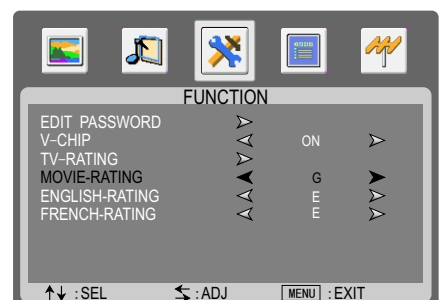 FUNCTION
EDIT PASSWORD
V-CHIP ON
TV-RATING
MOVIE-RATING G
ENGLISH-RATING E
FRENCH-RATING E
:SEL :ADJ MENU :EXIT